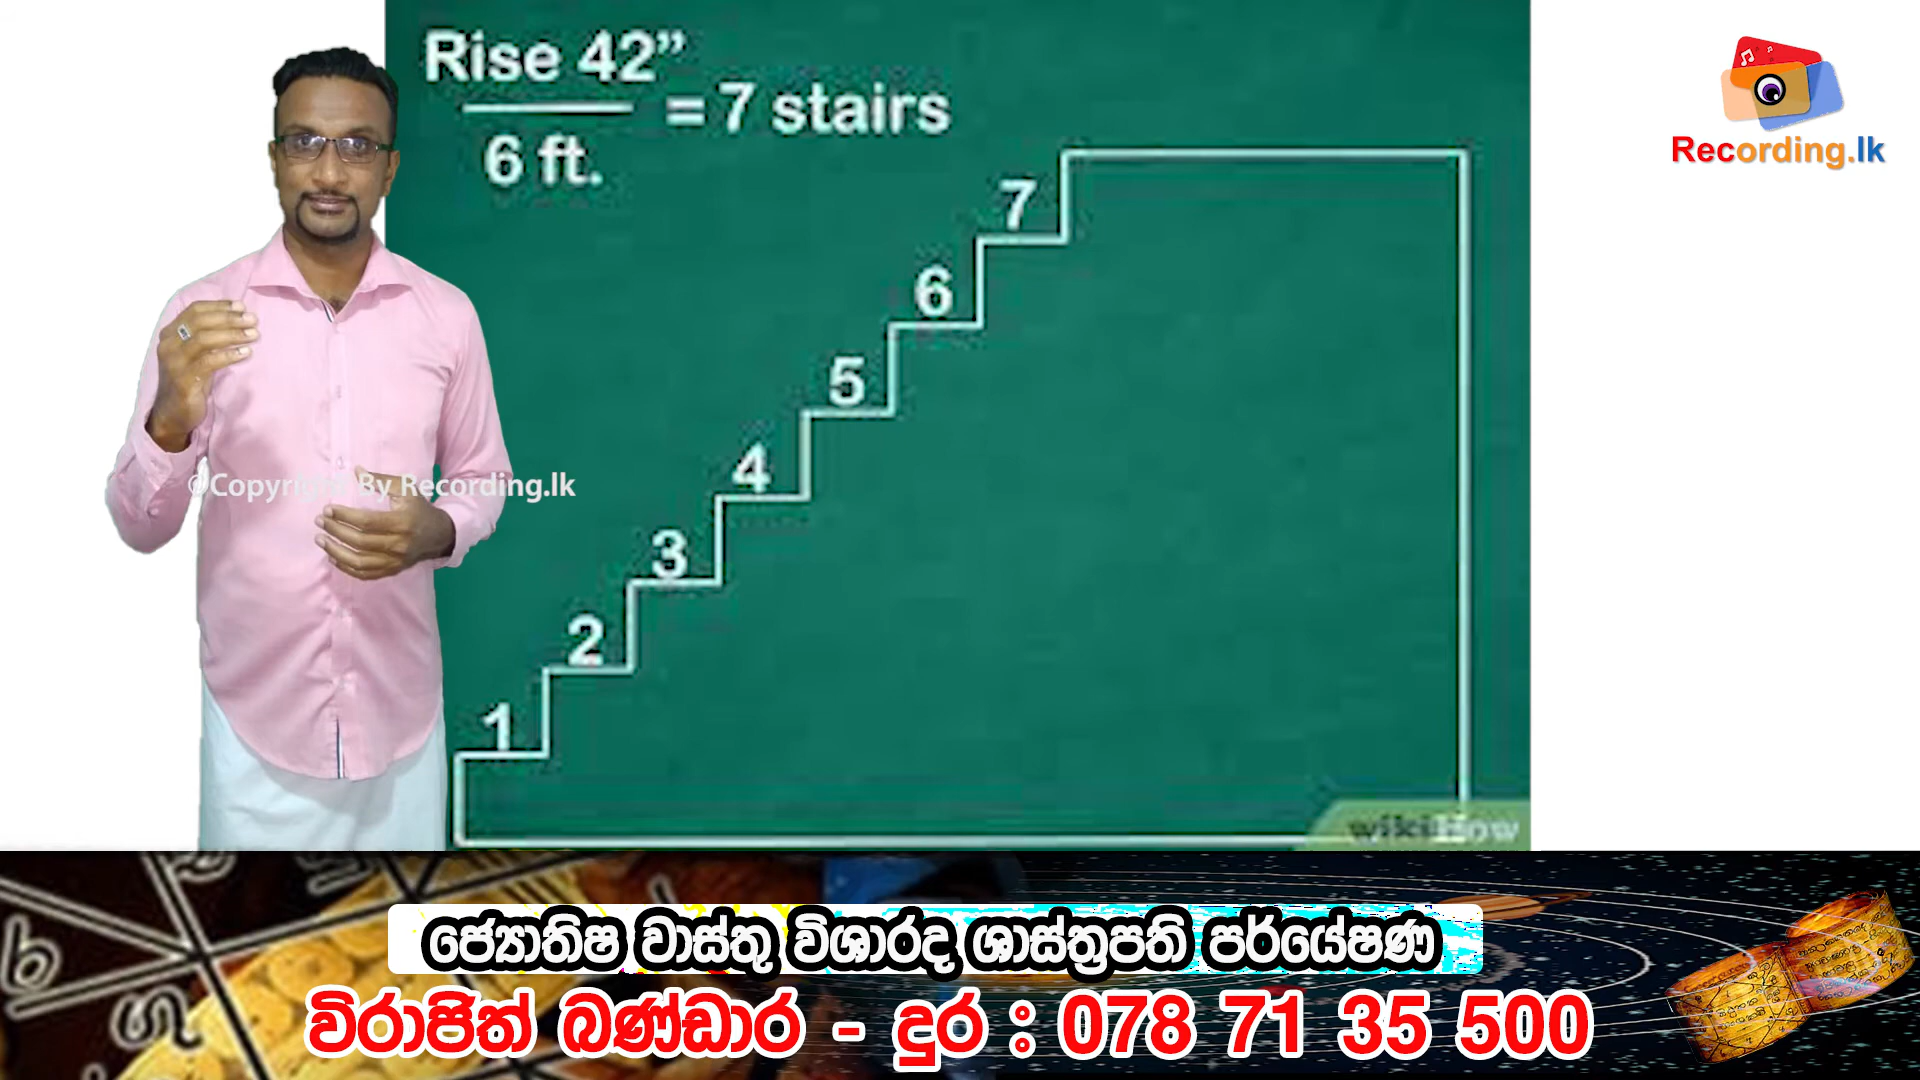 Rise 42”
6 ft.
= 7 stairs
7
6
5
4
3
2
1
Recording.lk
©Copyright By Recording.lk
wikiHow
ජ්‍යොතිෂ වාස්තු විශාරද ශාස්ත්‍රපති පර්යේෂණ
විරාජිත් බණ්ඩාර - දුර : 078 71 35 500